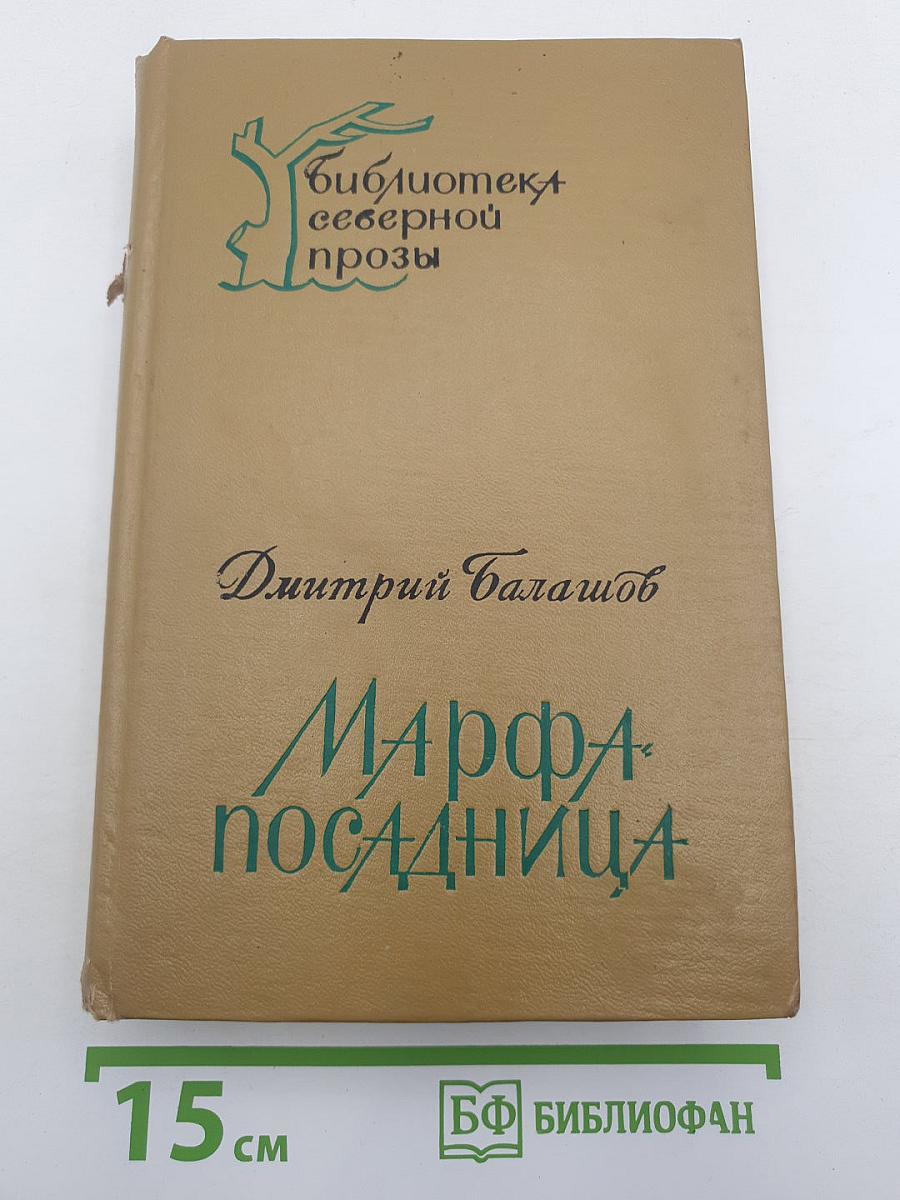 Библиотека
северной
прозы
Дмитрий Балашов
Марфа-
посадница
15 см
БФ БИБЛИОФАН